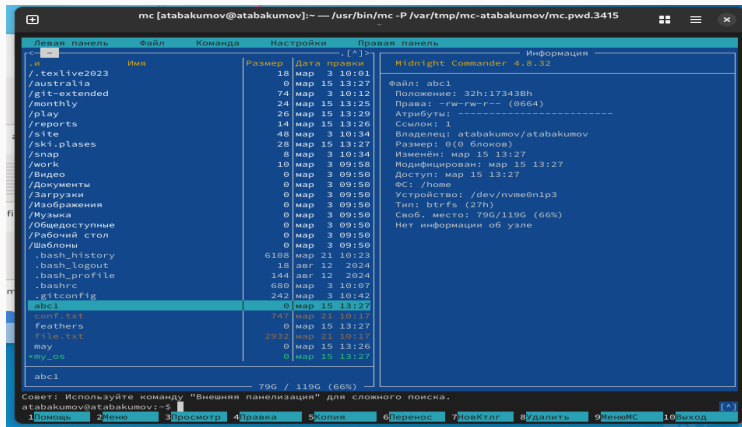 mc [atabakumov@atabakumov]:~ — /usr/bin/mc -P /var/tmp/mc-atabakumov/mc.pwd.3415
Левая панель Файл Команда Настройки Правая панель
<— ~ .[^]>
.и Имя Размер Дата правки
/.texlive2023 18 мар 3 10:01
/australia 0 мар 15 13:27
/git-extended 74 мар 3 10:12
/monthly 24 мар 15 13:25
/play 26 мар 15 13:29
/reports 14 мар 15 13:26
/site 48 мар 3 10:34
/ski.plases 28 мар 15 13:27
/snap 8 мар 3 10:34
/work 10 мар 3 09:58
/Видео 0 мар 3 09:50
/Документы 0 мар 3 09:50
/Загрузки 0 мар 3 09:50
/Изображения 0 мар 3 09:50
/Музыка 0 мар 3 09:50
/Общедоступные 0 мар 3 09:50
/Рабочий стол 0 мар 3 09:50
/Шаблоны 0 мар 3 09:50
.bash_history 6108 мар 21 10:23
.bash_logout 18 авг 12 2024
.bash_profile 144 авг 12 2024
.bashrc 680 мар 3 10:07
.gitconfig 242 мар 3 10:42
abc1 0 мар 15 13:27
conf.txt 747 мар 21 10:17
feathers 0 мар 15 13:27
file.txt 2932 мар 21 10:17
may 0 мар 15 13:26
*my_os 0 мар 15 13:27
abc1
79G / 119G (66%)
Информация
Midnight Commander 4.8.32
Файл: abc1
Положение: 32h:17343Bh
Права: -rw-rw-r-- (0664)
Атрибуты: ------------------------
Ссылок: 1
Владелец: atabakumov/atabakumov
Размер: 0(0 блоков)
Изменён: мар 15 13:27
Модифицирован: мар 15 13:27
Доступ: мар 15 13:27
ФС: /home
Устройство: /dev/nvme0n1p3
Тип: btrfs (27h)
Своб. место: 79G/119G (66%)
Нет информации об узле
Совет: Используйте команду "Внешняя панелизация" для сложного поиска.
atabakumov@atabakumov:~$ [^]
1Помощь 2Меню 3Просмотр 4Правка 5Копия 6Перенос 7НовКтлг 8Удалить 9МенюMC 10Выход